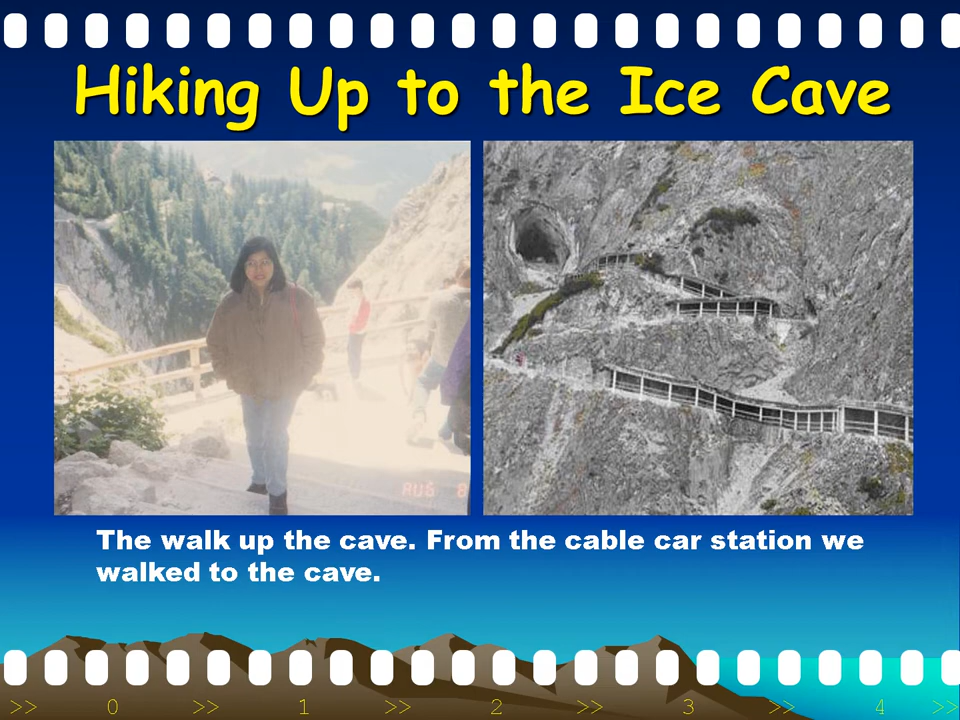 Hiking Up to the Ice Cave
AUG 8
The walk up the cave. From the cable car station we
walked to the cave.
>> 0 >> 1 >> 2 >> 3 >> 4 >>